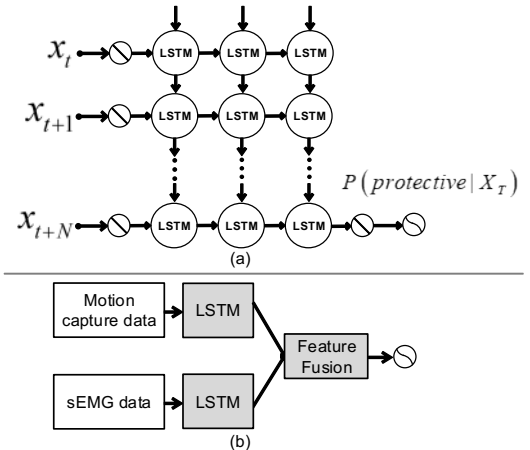 x_t LSTM LSTM LSTM
x_{t+1} LSTM LSTM LSTM
P(protective | X_T)
x_{t+N} LSTM LSTM LSTM
(a)
Motion capture data LSTM
Feature Fusion
sEMG data LSTM
(b)